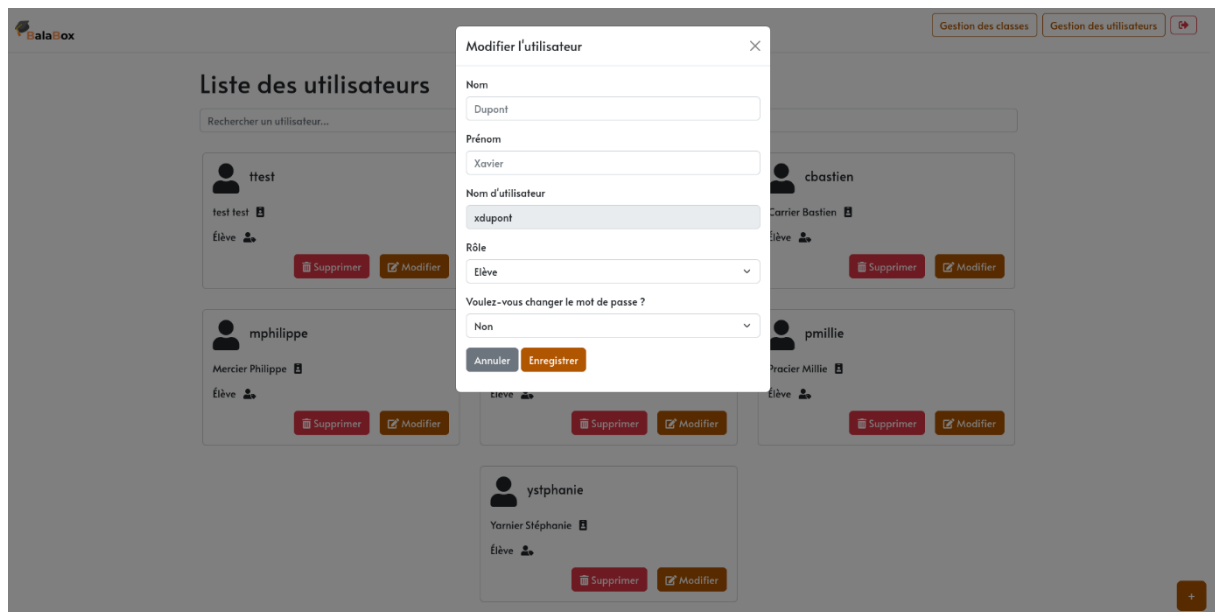 BalaBox
Gestion des classes
Gestion des utilisateurs
Liste des utilisateurs
Rechercher un utilisateur...
Modifier l'utilisateur
Nom
Dupont
Prénom
Xavier
Nom d'utilisateur
xdupont
Rôle
Elève
Voulez-vous changer le mot de passe ?
Non
Annuler Enregistrer
ttest
test test
Élève
Supprimer Modifier
cbastien
Carrier Bastien
Élève
Supprimer Modifier
mphilippe
Mercier Philippe
Élève
Supprimer Modifier
Élève
Supprimer Modifier
pmillie
Pracier Millie
Élève
Supprimer Modifier
ystphanie
Yarnier Stéphanie
Élève
Supprimer Modifier
+